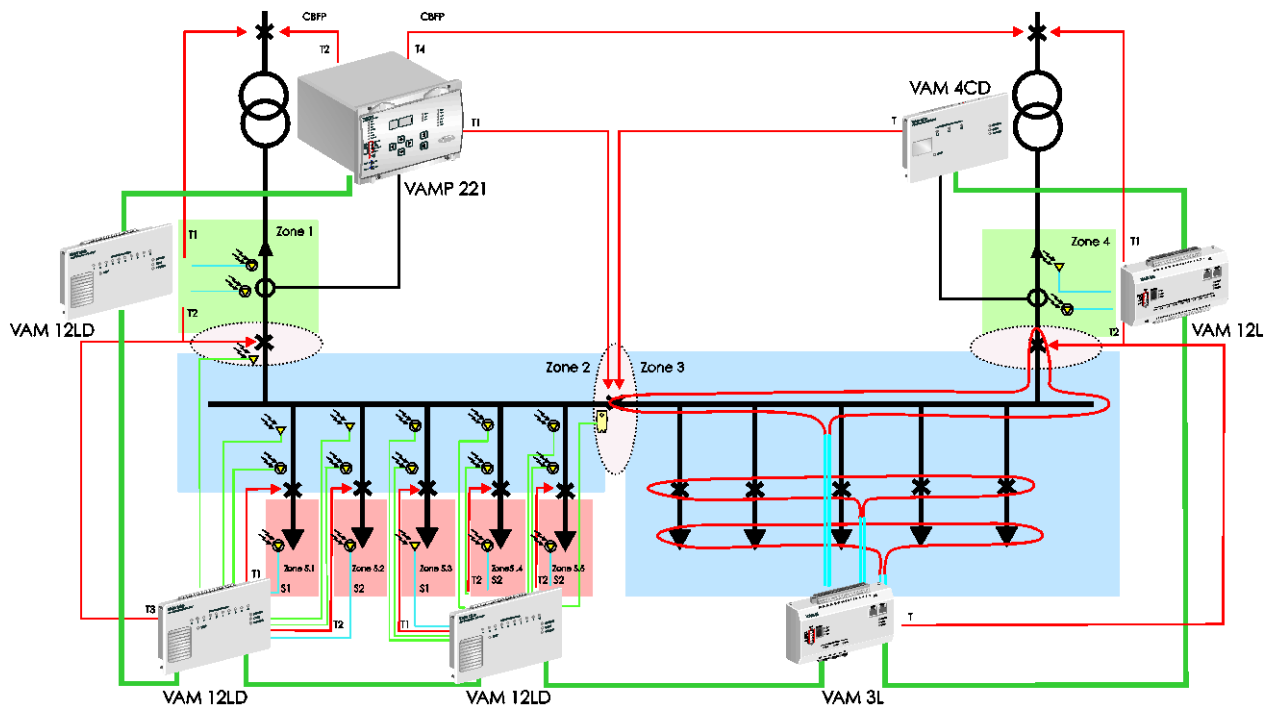 CBFP
CBFP
T2
T4
VAM 4CD
T1
T
VAMP 221
T1
Zone 1
Zone 4
T1
T2
T2
VAM 12LD
VAM 12L
Zone 2
Zone 3
Zone 5.1
Zone 5.2
Zone 5.3
Zone5 .4
Zone 5.5
T1
S1
S2
S1
T2
S2
T2
S2
T3
T2
T1
T
VAM 12LD
VAM 12LD
VAM 3L